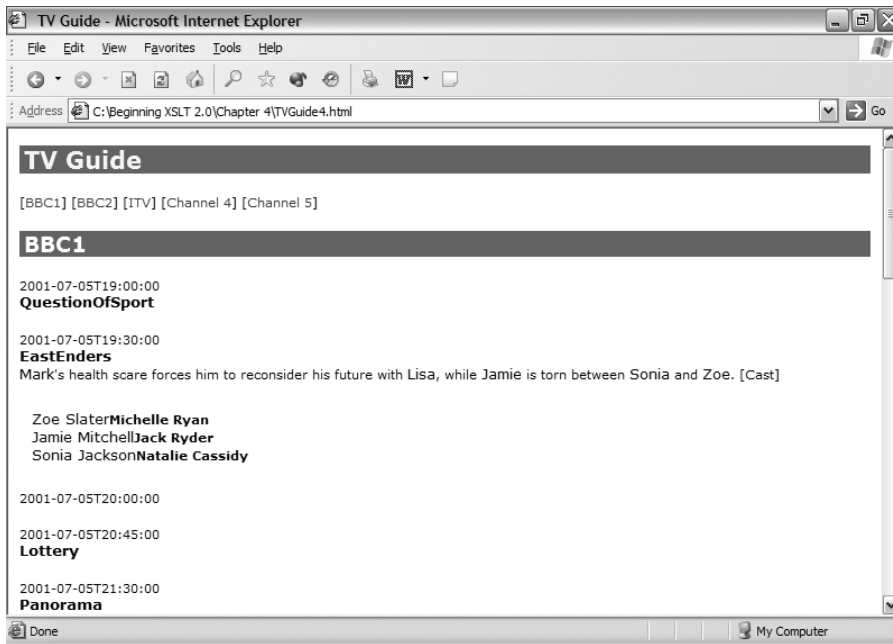 TV Guide - Microsoft Internet Explorer
File Edit View Favorites Tools Help
Address C:\Beginning XSLT 2.0\Chapter 4\TVGuide4.html Go
TV Guide
[BBC1] [BBC2] [ITV] [Channel 4] [Channel 5]
BBC1
2001-07-05T19:00:00
QuestionOfSport
2001-07-05T19:30:00
EastEnders
Mark's health scare forces him to reconsider his future with Lisa, while Jamie is torn between Sonia and Zoe. [Cast]
Zoe SlaterMichelle Ryan
Jamie MitchellJack Ryder
Sonia JacksonNatalie Cassidy
2001-07-05T20:00:00
2001-07-05T20:45:00
Lottery
2001-07-05T21:30:00
Panorama
Done My Computer